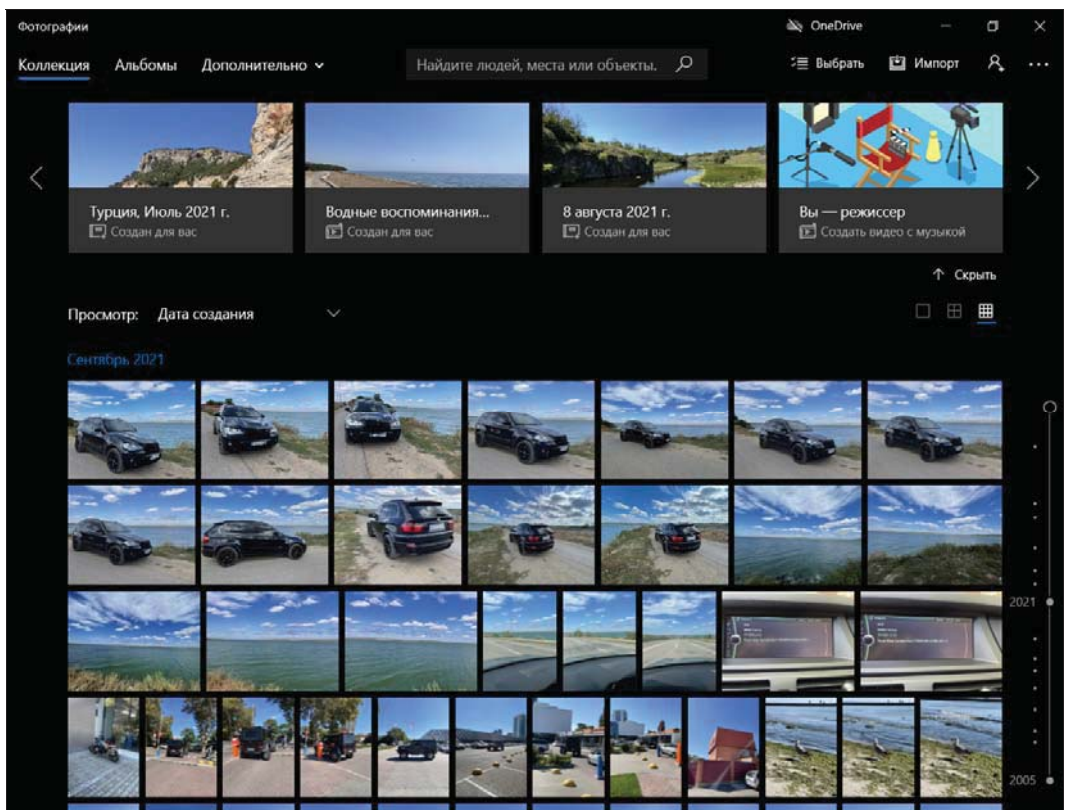 Фотографии
OneDrive
Коллекция Альбомы Дополнительно
Найдите людей, места или объекты.
Выбрать Импорт
Турция, Июль 2021 г.
Создан для вас
Водные воспоминания...
Создан для вас
8 августа 2021 г.
Создан для вас
Вы — режиссер
Создать видео с музыкой
Скрыть
Просмотр: Дата создания
Сентябрь 2021
2021
2005